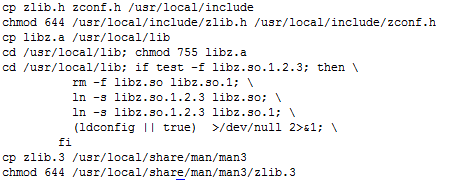 cp zlib.h zconf.h /usr/local/include
chmod 644 /usr/local/include/zlib.h /usr/local/include/zconf.h
cp libz.a /usr/local/lib
cd /usr/local/lib; chmod 755 libz.a
cd /usr/local/lib; if test -f libz.so.1.2.3; then \
rm -f libz.so libz.so.1; \
ln -s libz.so.1.2.3 libz.so; \
ln -s libz.so.1.2.3 libz.so.1; \
(ldconfig || true)  >/dev/null 2>&1; \
fi
cp zlib.3 /usr/local/share/man/man3
chmod 644 /usr/local/share/man/man3/zlib.3